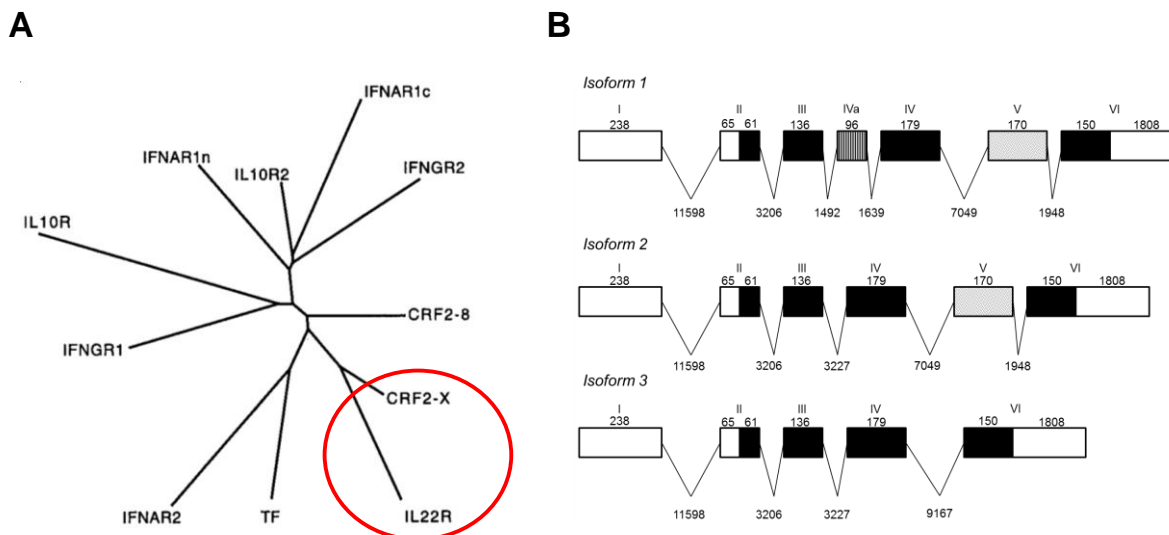 A
B
IFNAR1c
IFNAR1n
IL10R2
IFNGR2
IL10R
CRF2-8
IFNGR1
CRF2-X
IFNAR2
TF
IL22R
Isoform 1
I II III IVa IV V VI
238 65 61 136 96 179 170 150 1808
11598 3206 1492 1639 7049 1948
Isoform 2
I II III IV V VI
238 65 61 136 179 170 150 1808
11598 3206 3227 7049 1948
Isoform 3
I II III IV VI
238 65 61 136 179 150 1808
11598 3206 3227 9167